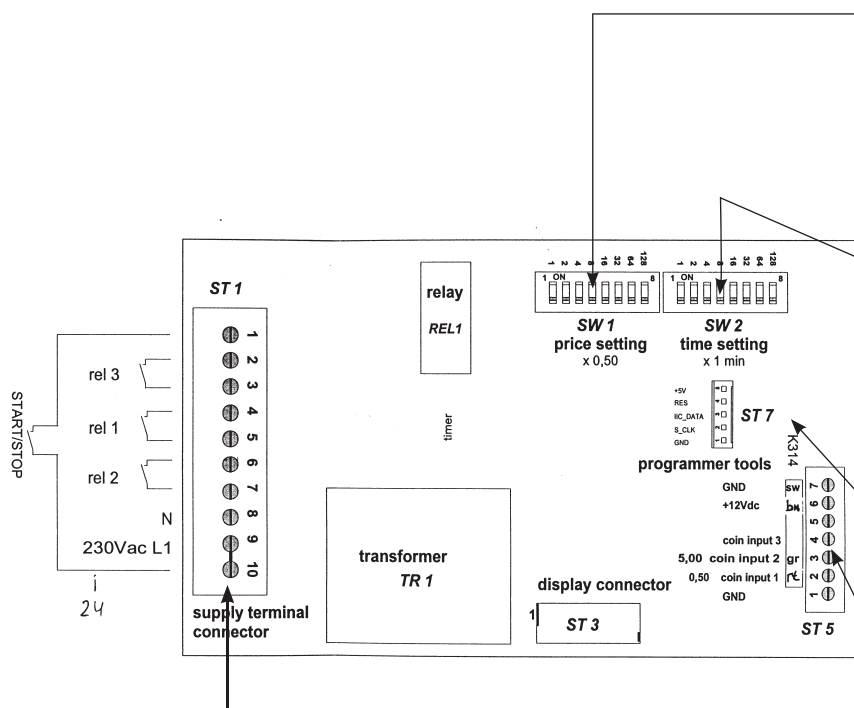 1 2 4 8 16 32 64 128
1 ON 8
SW 1
price setting
x 0,50
1 2 4 8 16 32 64 128
1 ON 8
SW 2
time setting
x 1 min
ST 1
1
2
3
4
5
6
7
8
9
10
relay
REL1
rel 3
rel 1
rel 2
START/STOP
N
230Vac L1
24
supply terminal
connector
timer
transformer
TR 1
+5V
RES
IIC_DATA
S_CLK
GND
5
4
3
2
1
ST 7
programmer tools
K314
GND sw 7
+12Vdc 6
5
coin input 3 4
5,00 coin input 2 gr 3
0,50 coin input 1 2
GND 1
ST 5
display connector
1
ST 3